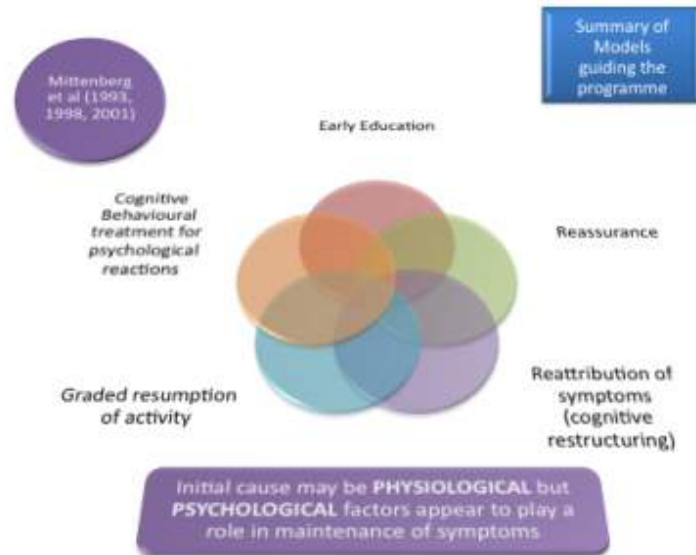 Summary of
Models
guiding the
programme
Mittenberg
et al (1993,
1998, 2001)
Early Education
Cognitive
Behavioural
treatment for
psychological
reactions
Reassurance
Graded resumption
of activity
Reattribution of
symptoms
(cognitive
restructuring)
Initial cause may be PHYSIOLOGICAL but
PSYCHOLOGICAL factors appear to play a
role in maintenance of symptoms